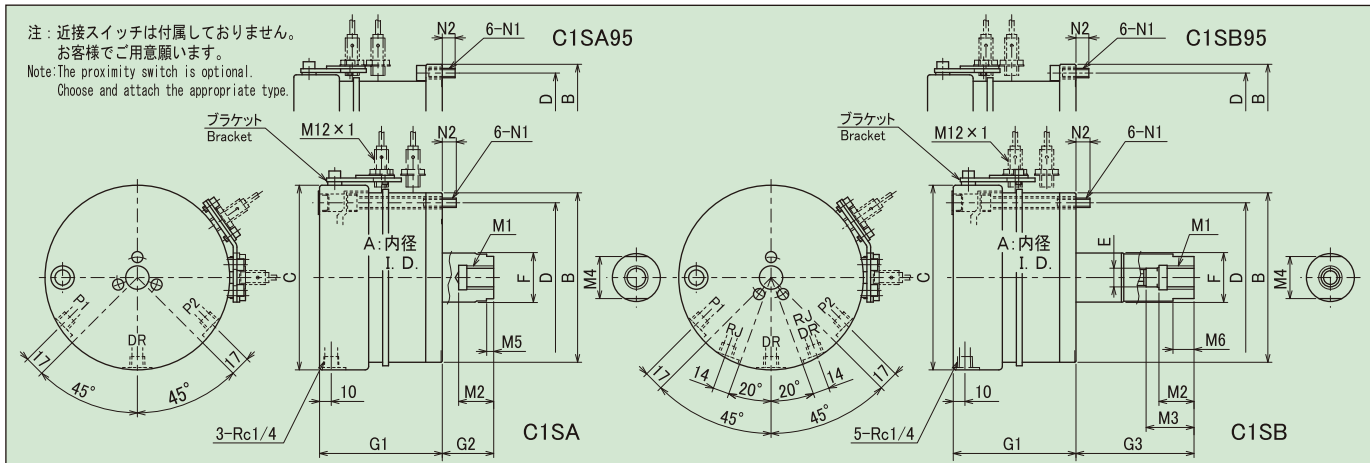 注：近接スイッチは付属しておりません。
お客様でご用意願います。
Note:The proximity switch is optional.
Choose and attach the appropriate type.
N2
6-N1
C1SA95
D
B
ブラケット
Bracket
M12×1
N2
6-N1
A:内径
I. D.
M1
C
F
D
B
M4
P1
P2
DR
17
17
45°
45°
10
M5
M2
3-Rc1/4
G1
G2
C1SA
N2
6-N1
C1SB95
D
B
ブラケット
Bracket
M12×1
N2
6-N1
A:内径
I. D.
E
M1
C
F
D
B
M4
P1
P2
RJ
RJ
DR
DR
17
14
20°
20°
14
17
45°
45°
10
M6
M2
M3
5-Rc1/4
G1
G3
C1SB